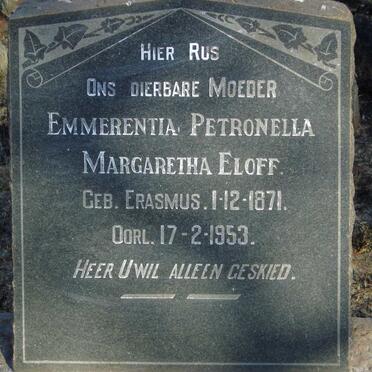 Hier Rus
Ons dierbare Moeder
Emmerentia Petronella
Margaretha Eloff.
Geb. Erasmus. 1-12-1871.
Oorl. 17-2-1953.
Heer U wil alleen geskied.